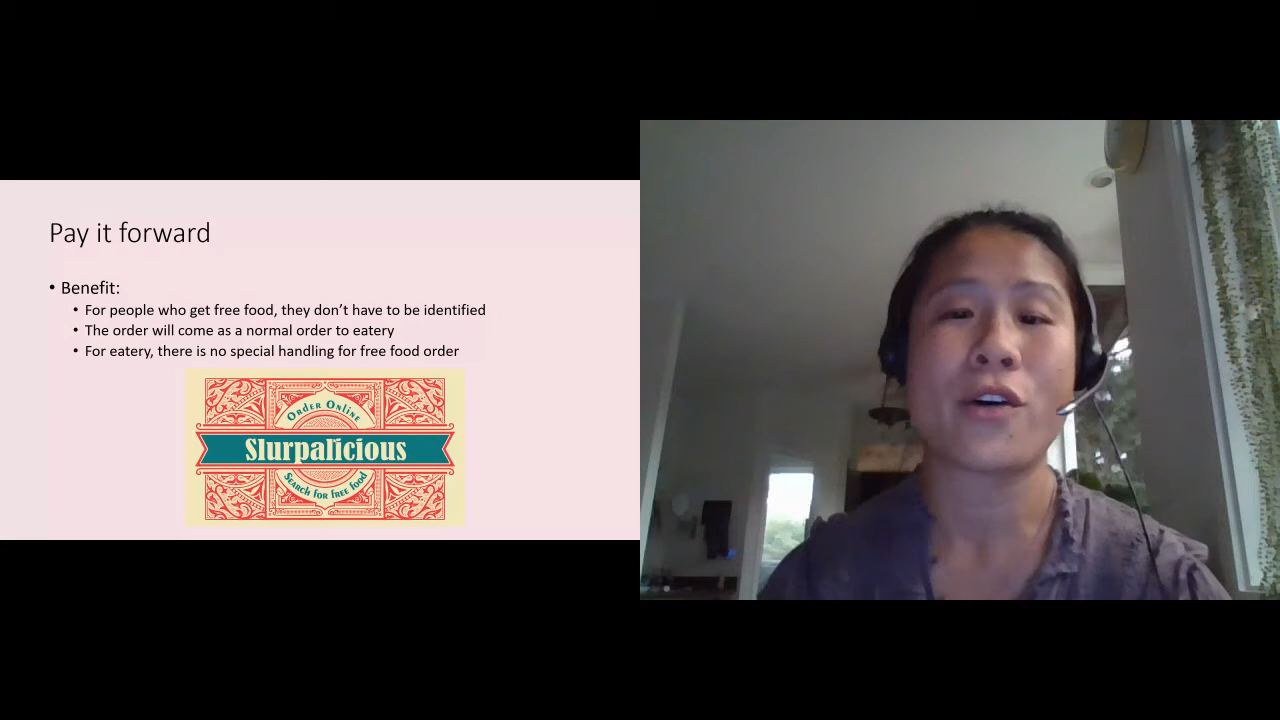 Pay it forward
• Benefit:
• For people who get free food, they don’t have to be identified
• The order will come as a normal order to eatery
• For eatery, there is no special handling for free food order
Order Online
Slurpalicious
Search for free food